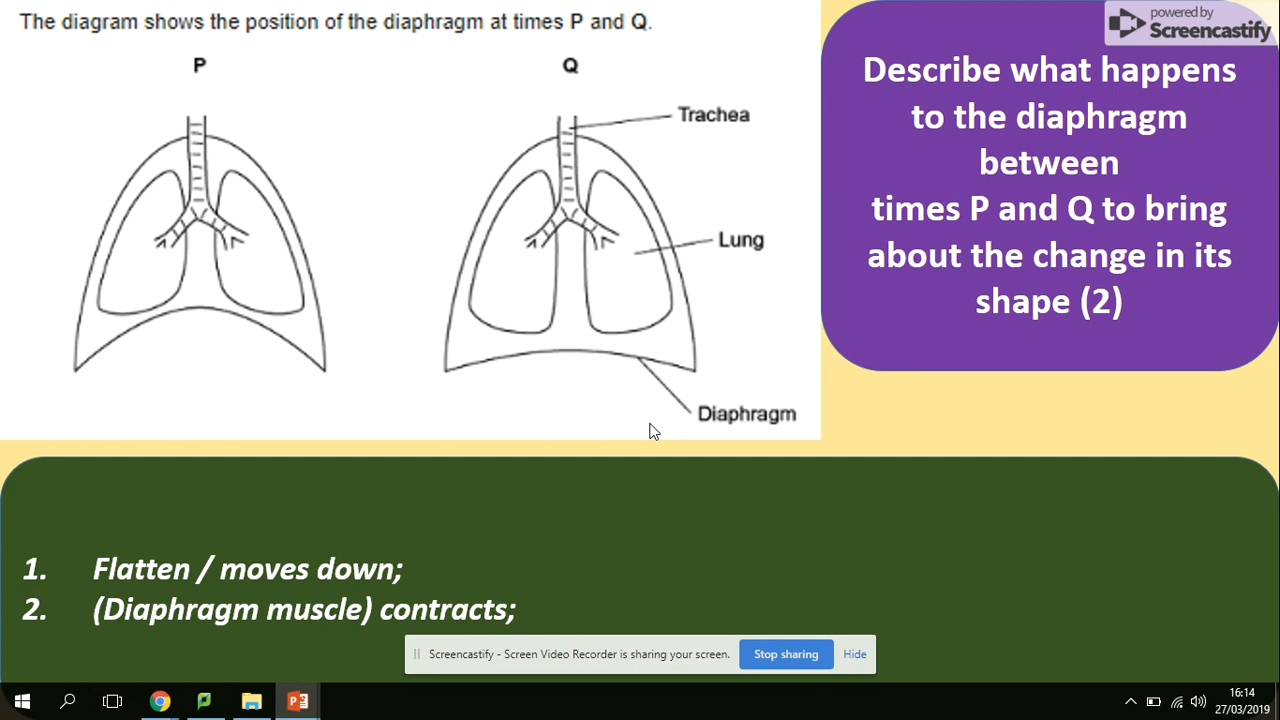 The diagram shows the position of the diaphragm at times P and Q.
P
Q
Trachea
Lung
Diaphragm
powered by
Screencastify
Describe what happens
to the diaphragm
between
times P and Q to bring
about the change in its
shape (2)
1. Flatten / moves down;
2. (Diaphragm muscle) contracts;
Screencastify - Screen Video Recorder is sharing your screen.
Stop sharing
Hide
16:14
27/03/2019